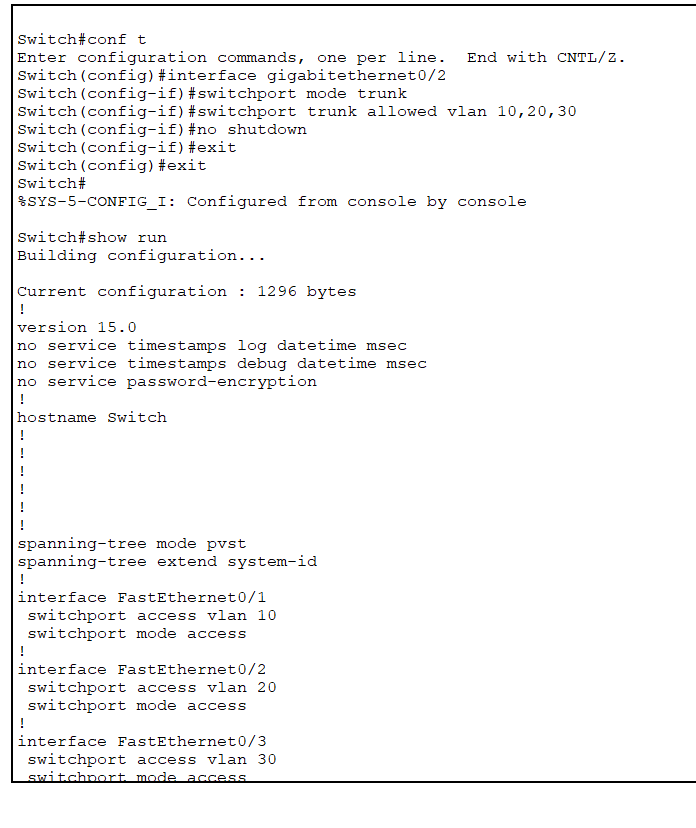 Switch#conf t
Enter configuration commands, one per line.  End with CNTL/Z.
Switch(config)#interface gigabitethernet0/2
Switch(config-if)#switchport mode trunk
Switch(config-if)#switchport trunk allowed vlan 10,20,30
Switch(config-if)#no shutdown
Switch(config-if)#exit
Switch(config)#exit
Switch#
%SYS-5-CONFIG_I: Configured from console by console
Switch#show run
Building configuration...
Current configuration : 1296 bytes
!
version 15.0
no service timestamps log datetime msec
no service timestamps debug datetime msec
no service password-encryption
!
hostname Switch
!
!
!
!
!
!
spanning-tree mode pvst
spanning-tree extend system-id
!
interface FastEthernet0/1
 switchport access vlan 10
 switchport mode access
!
interface FastEthernet0/2
 switchport access vlan 20
 switchport mode access
!
interface FastEthernet0/3
 switchport access vlan 30
 switchport mode access